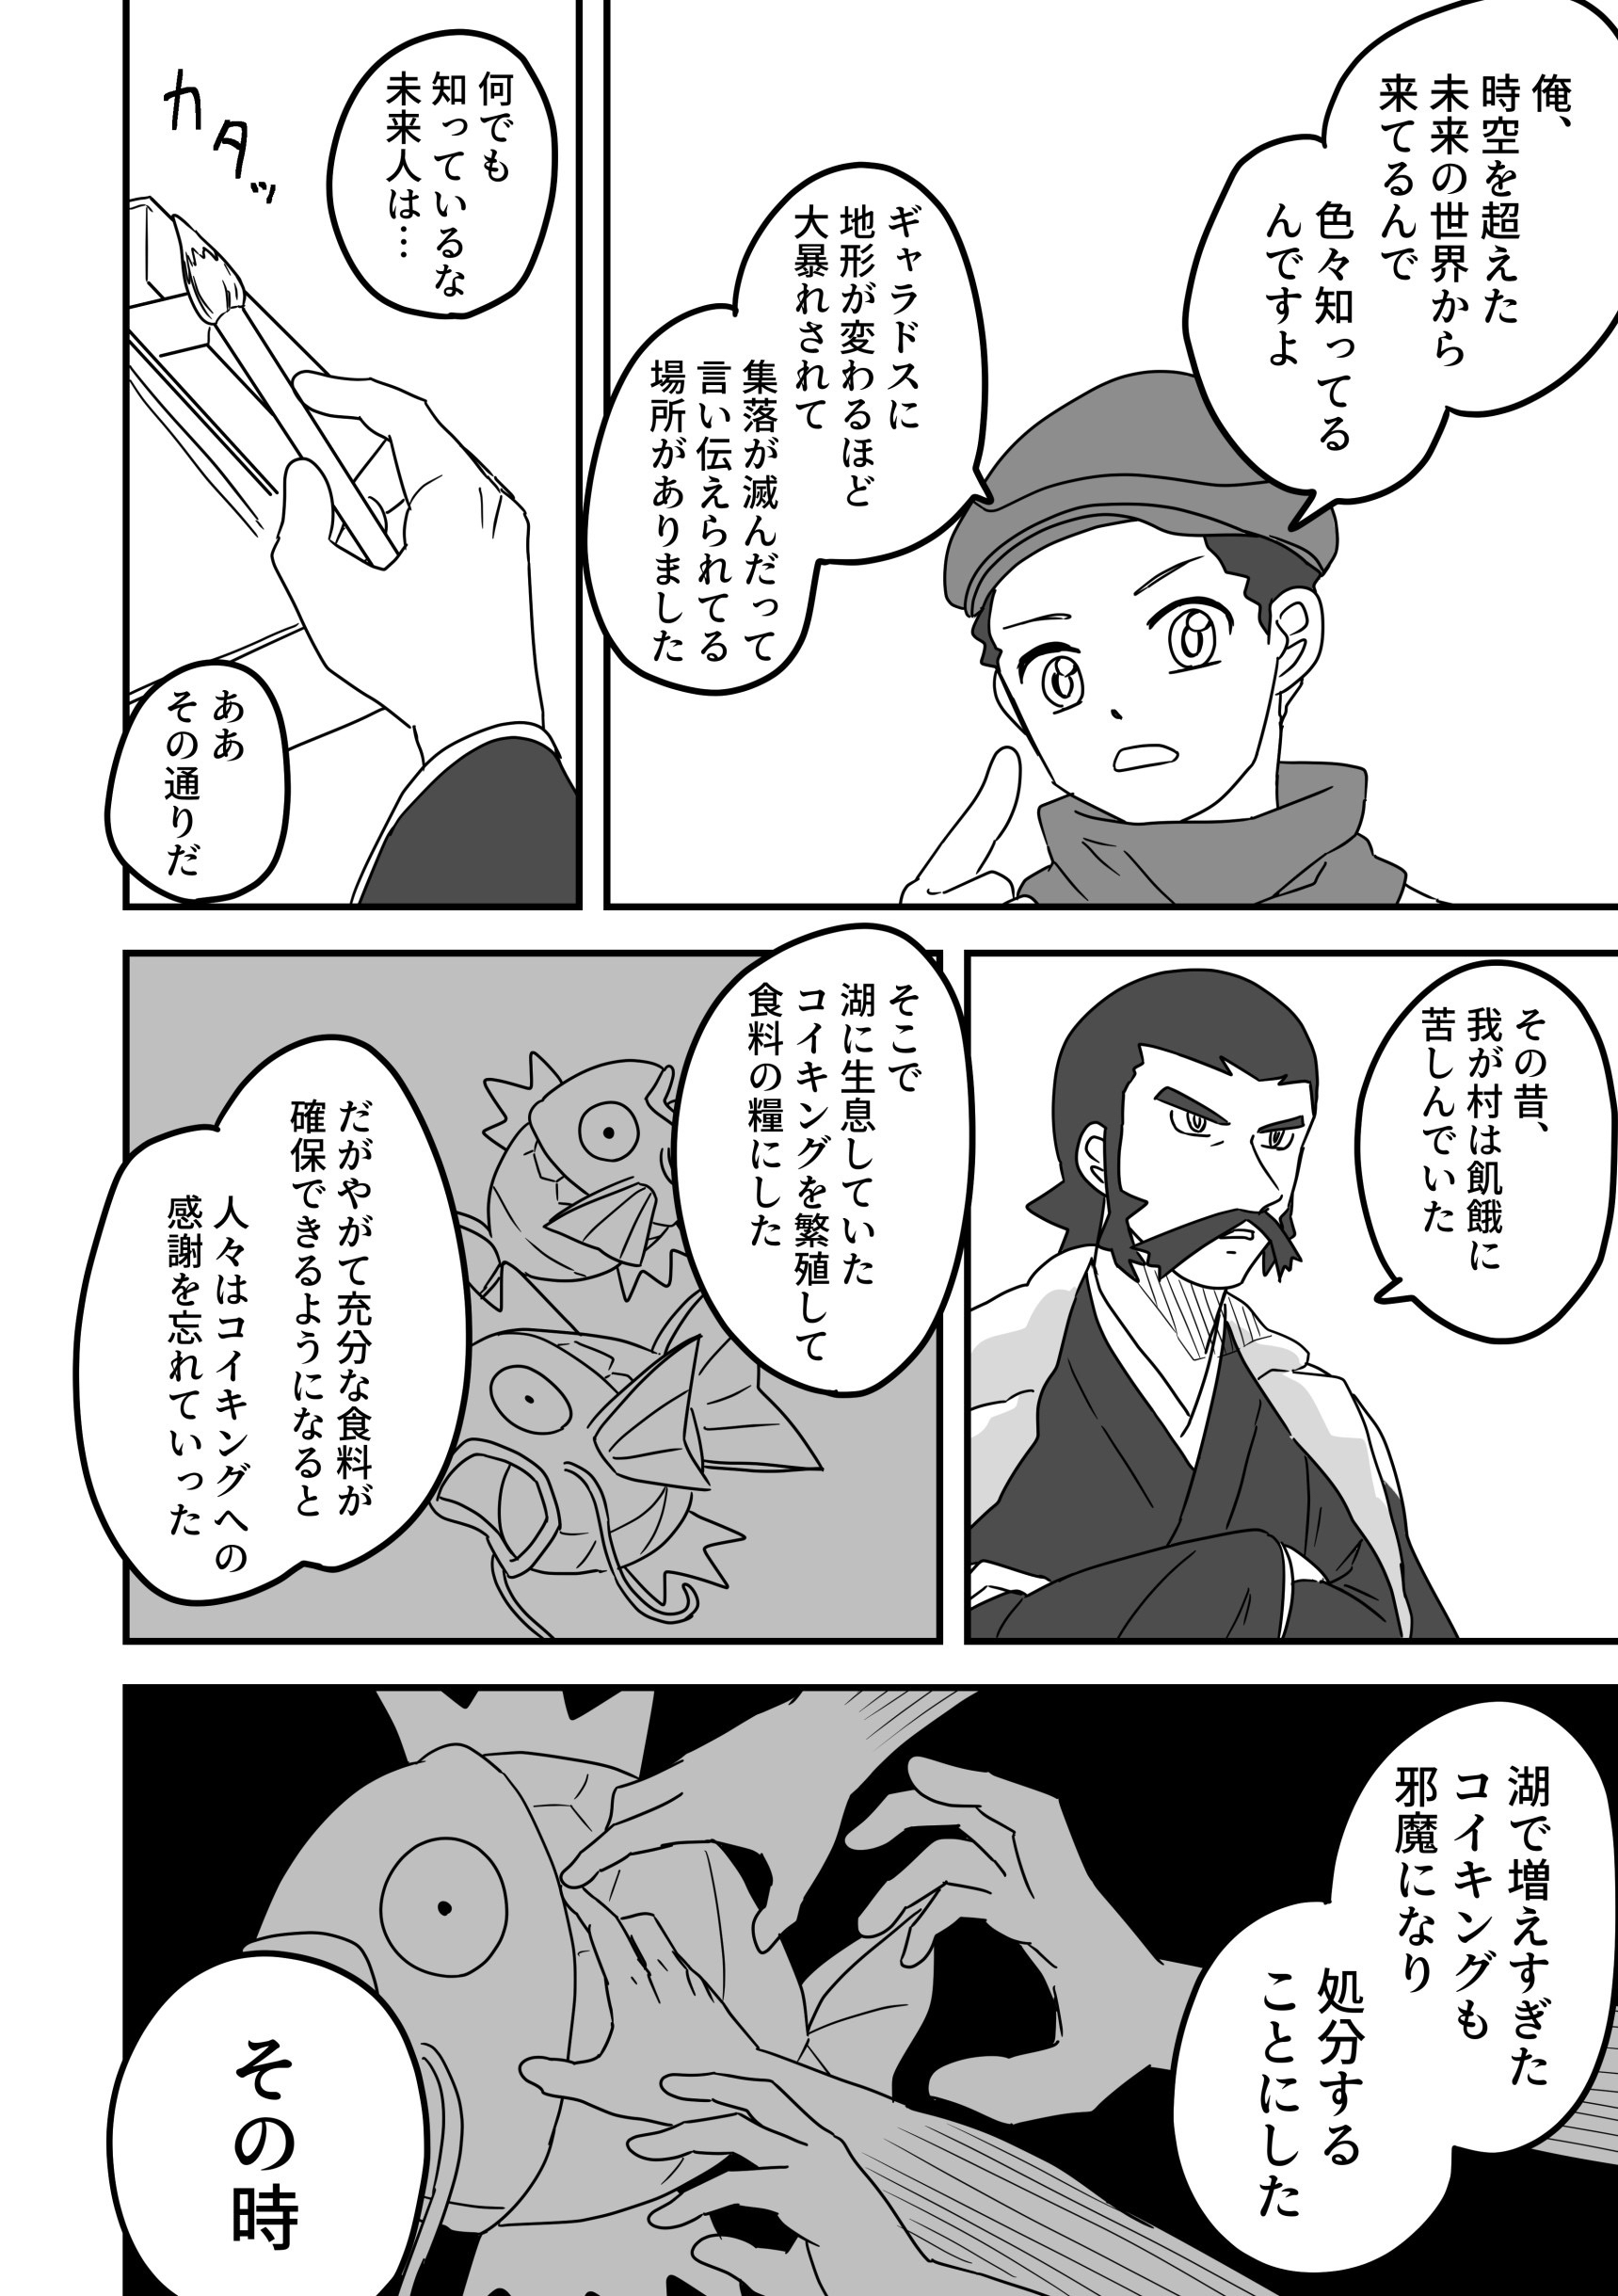 俺、
時空を超えた
未来の世界から
来てるんで
色々知ってる
んですよ
ギャラドスに
地形が変わるほど
大暴れされて
集落が滅んだって
言い伝えられてる
場所がありました
何でも
知っているな
未来人は…
カタッ
ああ
その通りだ
その昔、
我が村は飢餓に
苦しんでいた
そこで
湖に生息していた
コイキングを繁殖して
食料の糧にした
だがやがて充分な食料が
確保できるようになると
人々はコイキングへの
感謝を忘れていった
湖で増えすぎた
コイキングも
邪魔になり
処分する
ことにした
その時